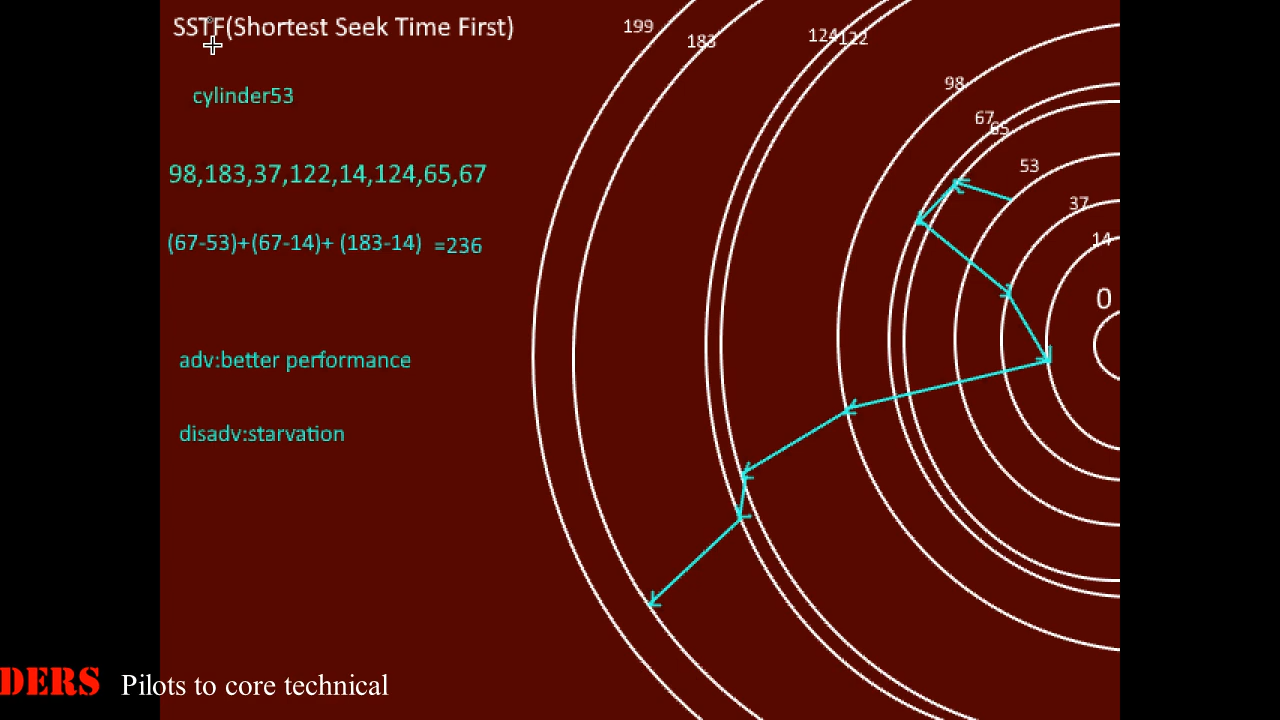 SSTF(Shortest Seek Time First)
cylinder53
98,183,37,122,14,124,65,67
(67-53)+(67-14)+ (183-14) =236
adv:better performance
disadv:starvation
199
183
124
122
98
67
65
53
37
14
0
DERS Pilots to core technical